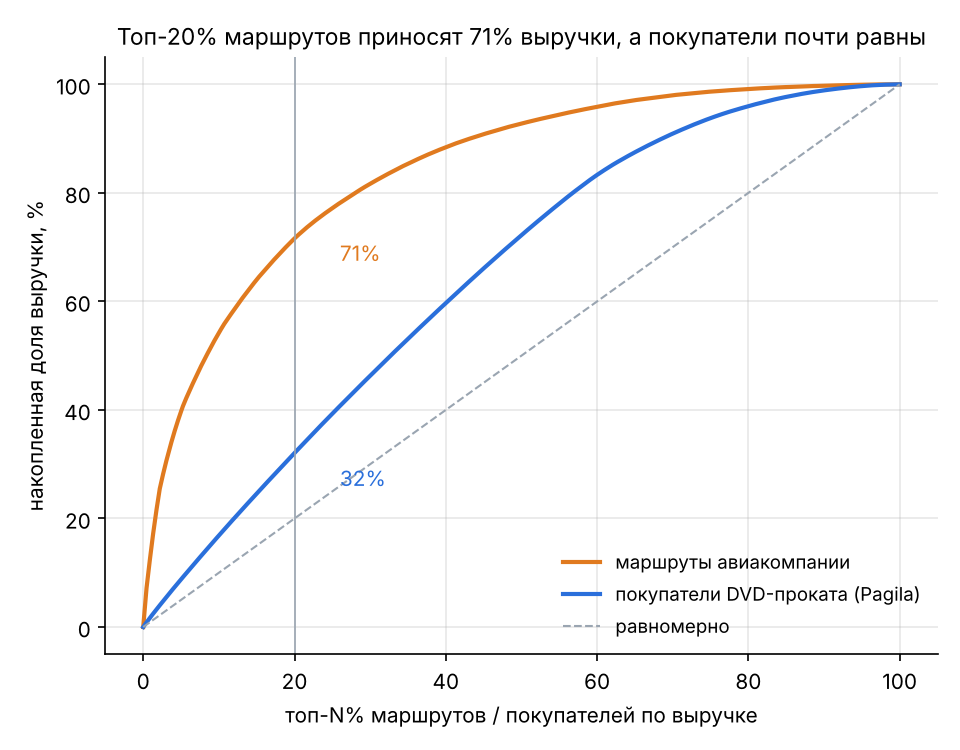 Топ-20% маршрутов приносят 71% выручки, а покупатели почти равны
накопленная доля выручки, %
100
80
60
40
20
0
71%
32%
маршруты авиакомпании
покупатели DVD-проката (Pagila)
равномерно
0 20 40 60 80 100
топ-N% маршрутов / покупателей по выручке